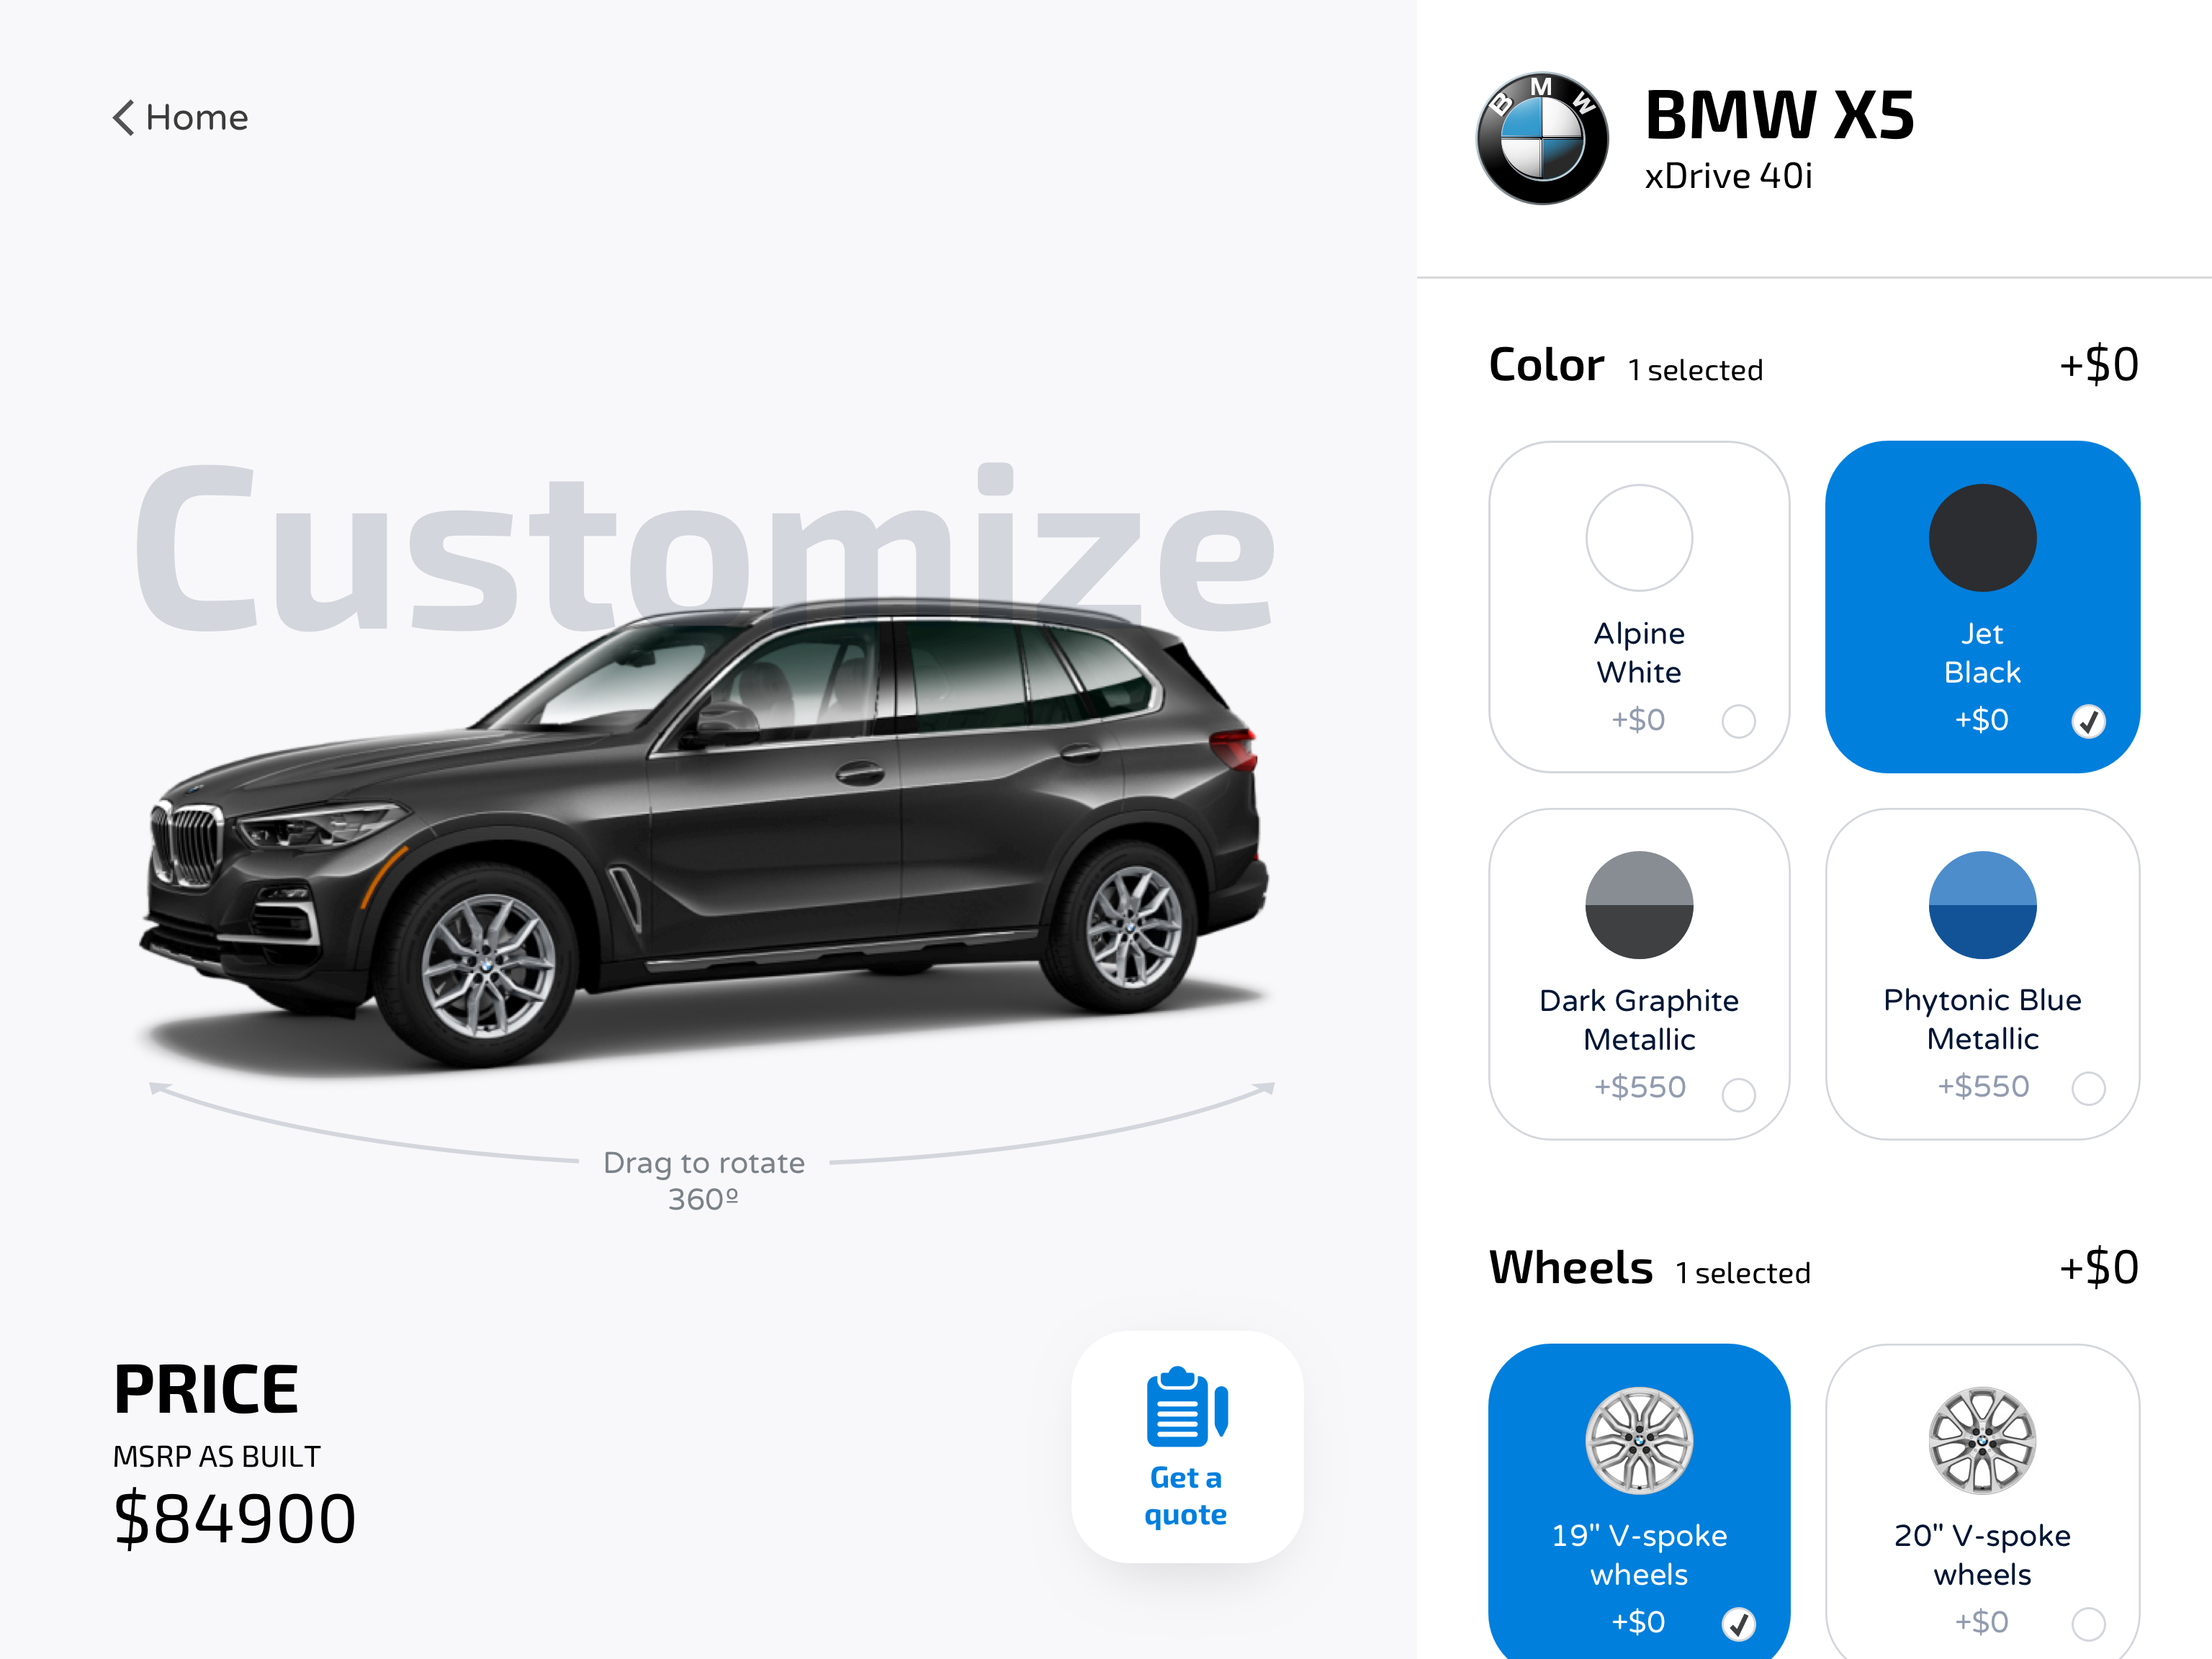 Home
Customize
Drag to rotate
360º
PRICE
MSRP AS BUILT
$84900
Get a
quote
B M W
BMW X5
xDrive 40i
Color 1 selected +$0
Alpine
White
+$0
Jet
Black
+$0
Dark Graphite
Metallic
+$550
Phytonic Blue
Metallic
+$550
Wheels 1 selected +$0
19" V-spoke
wheels
+$0
20" V-spoke
wheels
+$0